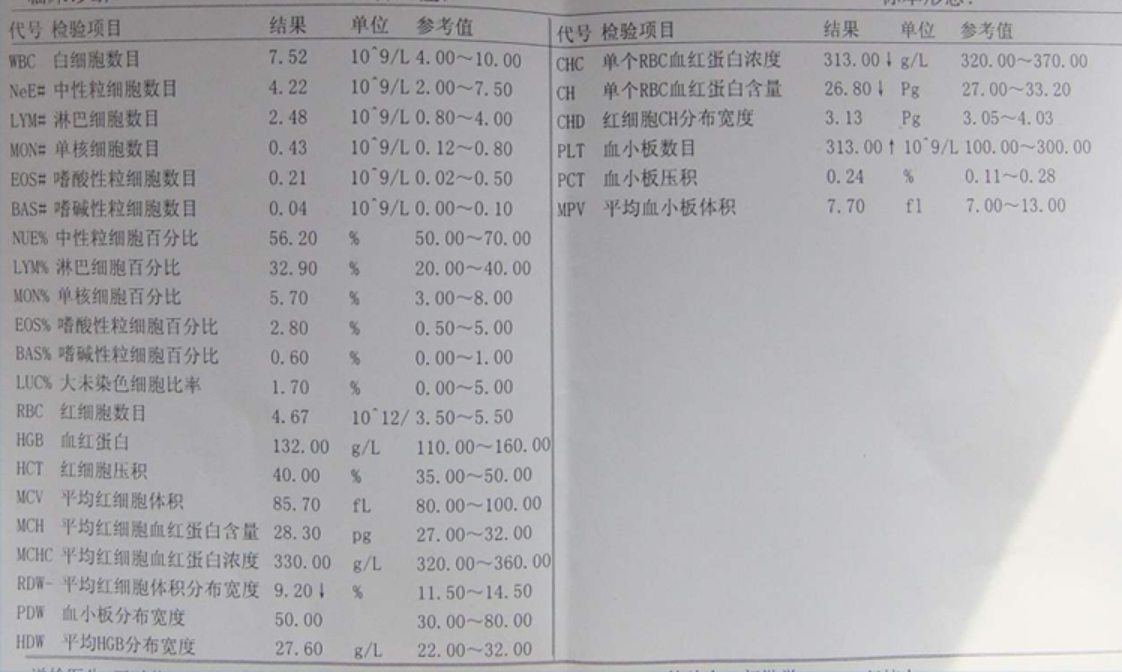 代号 检验项目 结果 单位 参考值
WBC 白细胞数目 7.52 10^9/L 4.00~10.00
NeE# 中性粒细胞数目 4.22 10^9/L 2.00~7.50
LYM# 淋巴细胞数目 2.48 10^9/L 0.80~4.00
MON# 单核细胞数目 0.43 10^9/L 0.12~0.80
EOS# 嗜酸性粒细胞数目 0.21 10^9/L 0.02~0.50
BAS# 嗜碱性粒细胞数目 0.04 10^9/L 0.00~0.10
NUE% 中性粒细胞百分比 56.20 % 50.00~70.00
LYM% 淋巴细胞百分比 32.90 % 20.00~40.00
MON% 单核细胞百分比 5.70 % 3.00~8.00
EOS% 嗜酸性粒细胞百分比 2.80 % 0.50~5.00
BAS% 嗜碱性粒细胞百分比 0.60 % 0.00~1.00
LUC% 大未染色细胞比率 1.70 % 0.00~5.00
RBC 红细胞数目 4.67 10^12/ 3.50~5.50
HGB 血红蛋白 132.00 g/L 110.00~160.00
HCT 红细胞压积 40.00 % 35.00~50.00
MCV 平均红细胞体积 85.70 fL 80.00~100.00
MCH 平均红细胞血红蛋白含量 28.30 pg 27.00~32.00
MCHC 平均红细胞血红蛋白浓度 330.00 g/L 320.00~360.00
RDW- 平均红细胞体积分布宽度 9.20↓ % 11.50~14.50
PDW 血小板分布宽度 50.00 30.00~80.00
HDW 平均HGB分布宽度 27.60 g/L 22.00~32.00
代号 检验项目 结果 单位 参考值
CHC 单个RBC血红蛋白浓度 313.00↓ g/L 320.00~370.00
CH 单个RBC血红蛋白含量 26.80↓ Pg 27.00~33.20
CHD 红细胞CH分布宽度 3.13 Pg 3.05~4.03
PLT 血小板数目 313.00↑ 10^9/L 100.00~300.00
PCT 血小板压积 0.24 % 0.11~0.28
MPV 平均血小板体积 7.70 fl 7.00~13.00